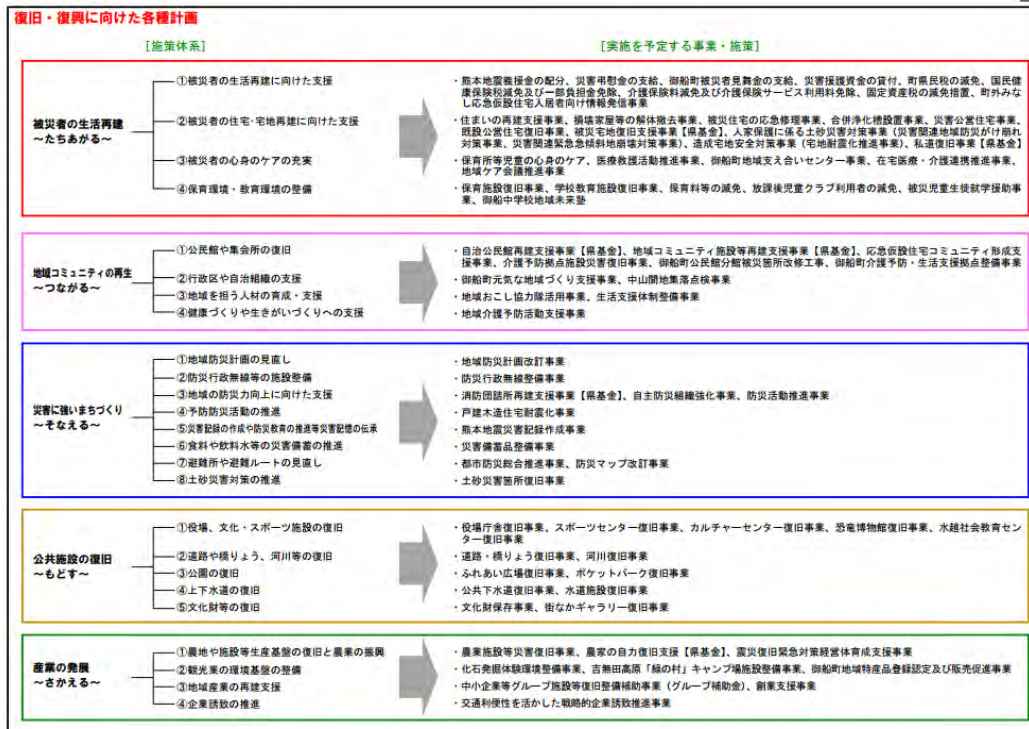 復旧・復興に向けた各種計画
［施策体系］
［実施を予定する事業・施策］
被災者の生活再建
～たちあがる～
①被災者の生活再建に向けた支援
・熊本地震義援金の配分、災害弔慰金の支給、御船町被災者見舞金の支給、災害援護資金の貸付、町県民税の減免、国民健
康保険税減免及び一部負担金免除、介護保険料減免及び介護保険サービス利用料免除、固定資産税の減免措置、町外みな
し応急仮設住宅入居者向け情報発信事業
②被災者の住宅・宅地再建に向けた支援
・住まいの再建支援事業、損壊家屋等の解体撤去事業、被災住宅の応急修理事業、合併浄化槽設置事業、災害公営住宅事業、
既設公営住宅復旧事業、被災宅地復旧支援事業【県基金】、人家保護に係る土砂災害対策事業（災害関連地域防災がけ崩れ
対策事業、災害関連緊急急傾斜地崩壊対策事業）、造成宅地安全対策事業（宅地耐震化推進事業）、私道復旧事業【県基金】
③被災者の心身のケアの充実
・保育所等児童の心身のケア、医療救護活動推進事業、御船町地域支え合いセンター事業、在宅医療・介護連携推進事業、
地域ケア会議推進事業
④保育環境・教育環境の整備
・保育施設復旧事業、学校教育施設復旧事業、保育料等の減免、放課後児童クラブ利用者の減免、被災児童生徒就学援助事
業、御船中学校地域未来塾
地域コミュニティの再生
～つながる～
①公民館や集会所の復旧
・自治公民館再建支援事業【県基金】、地域コミュニティ施設等再建支援事業【県基金】、応急仮設住宅コミュニティ形成支
援事業、介護予防拠点施設災害復旧事業、御船町公民館分館被災箇所改修工事、御船町介護予防・生活支援拠点整備事業
②行政区や自治組織の支援
・御船町元気な地域づくり支援事業、中山間地集落点検事業
③地域を担う人材の育成・支援
・地域おこし協力隊活用事業、生活支援体制整備事業
④健康づくりや生きがいづくりへの支援
・地域介護予防活動支援事業
災害に強いまちづくり
～そなえる～
①地域防災計画の見直し
・地域防災計画改訂事業
②防災行政無線等の施設整備
・防災行政無線整備事業
③地域の防災力向上に向けた支援
・消防団詰所再建支援事業【県基金】、自主防災組織強化事業、防災活動推進事業
④予防防災活動の推進
・戸建木造住宅耐震化事業
⑤災害記録の作成や防災教育の推進等災害記憶の伝承
・熊本地震災害記録作成事業
⑥食料や飲料水等の災害備蓄の推進
・災害備蓄品整備事業
⑦避難所や避難ルートの見直し
・都市防災総合推進事業、防災マップ改訂事業
⑧土砂災害対策の推進
・土砂災害箇所復旧事業
公共施設の復旧
～もどす～
①役場、文化・スポーツ施設の復旧
・役場庁舎復旧事業、スポーツセンター復旧事業、カルチャーセンター復旧事業、恐竜博物館復旧事業、水越社会教育セン
ター復旧事業
②道路や橋りょう、河川等の復旧
・道路・橋りょう復旧事業、河川復旧事業
③公園の復旧
・ふれあい広場復旧事業、ポケットパーク復旧事業
④上下水道の復旧
・公共下水道復旧事業、水道施設復旧事業
⑤文化財等の復旧
・文化財保存事業、街なかギャラリー復旧事業
産業の発展
～さかえる～
①農地や施設等生産基盤の復旧と農業の振興
・農業施設等災害復旧事業、農家の自力復旧支援【県基金】、震災復旧緊急対策経営体育成支援事業
②観光業の環境基盤の整備
・化石発掘体験環境整備事業、吉無田高原「緑の村」キャンプ場施設整備事業、御船町地域特産品登録認定及び販売促進事業
③地域産業の再建支援
・中小企業等グループ施設等復旧整備補助事業（グループ補助金）、創業支援事業
④企業誘致の推進
・交通利便性を活かした戦略的企業誘致推進事業